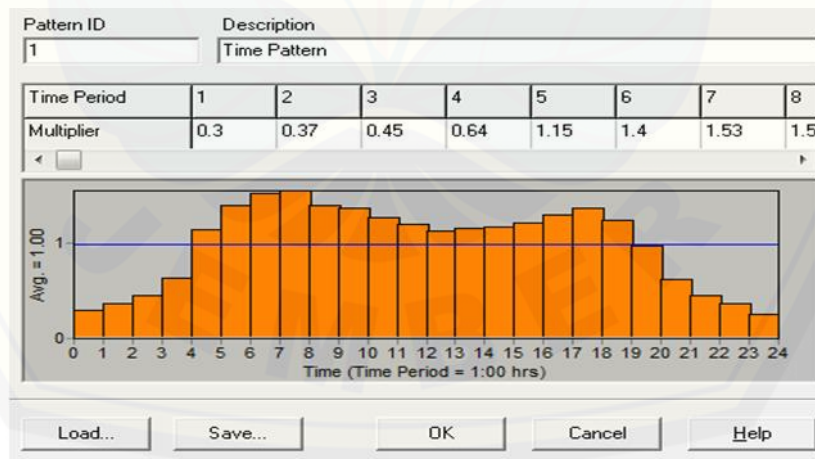 Pattern ID Description
1 Time Pattern
Time Period 1 2 3 4 5 6 7 8
Multiplier 0.3 0.37 0.45 0.64 1.15 1.4 1.53 1.5
Avg. = 1.00
1
0
0 1 2 3 4 5 6 7 8 9 10 11 12 13 14 15 16 17 18 19 20 21 22 23 24
Time (Time Period = 1:00 hrs)
JEMBER
Load... Save... OK Cancel Help